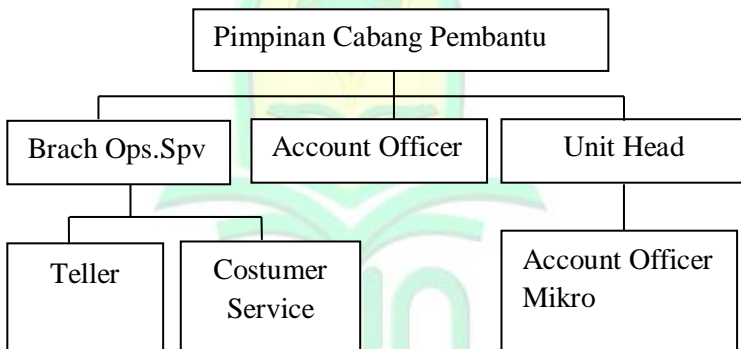 Pimpinan Cabang Pembantu
Brach Ops.Spv
Account Officer
Unit Head
Teller
Costumer
Service
Account Officer
Mikro